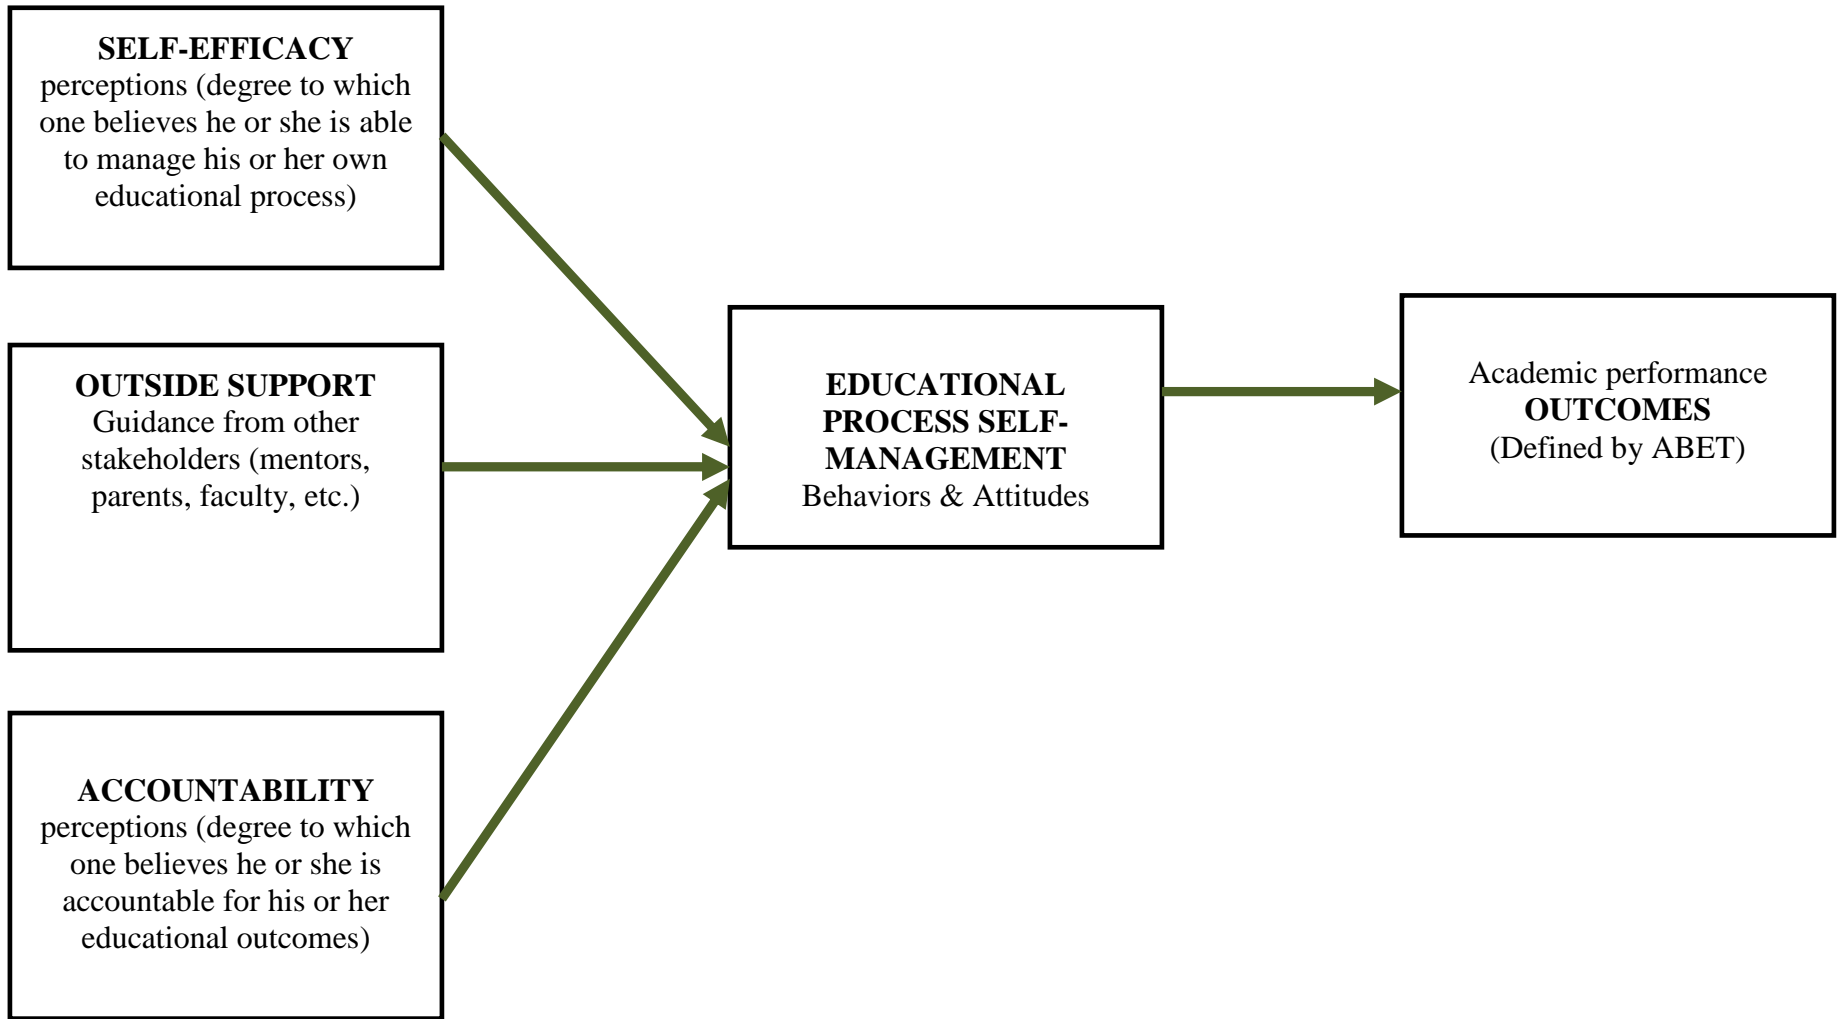 SELF-EFFICACY
perceptions (degree to which
one believes he or she is able
to manage his or her own
educational process)
OUTSIDE SUPPORT
Guidance from other
stakeholders (mentors,
parents, faculty, etc.)
ACCOUNTABILITY
perceptions (degree to which
one believes he or she is
accountable for his or her
educational outcomes)
EDUCATIONAL
PROCESS SELF-
MANAGEMENT
Behaviors & Attitudes
Academic performance
OUTCOMES
(Defined by ABET)